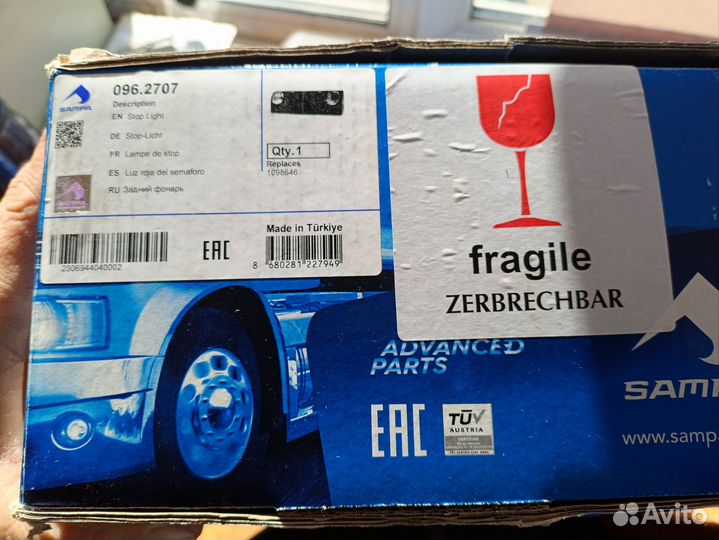 SAMPA
096.2707
Description
EN Stop Light
DE Stop-Licht
FR Lampe de stop
ES Luz roja del semaforo
RU Задний фонарь
Qty.1
Replaces
1098646
Made in Türkiye
2306944040002
EAC
8 680281 227949
fragile
ZERBRECHBAR
ADVANCED
PARTS
EAC
TÜV
AUSTRIA
SAMPA
www.sampa
Avito